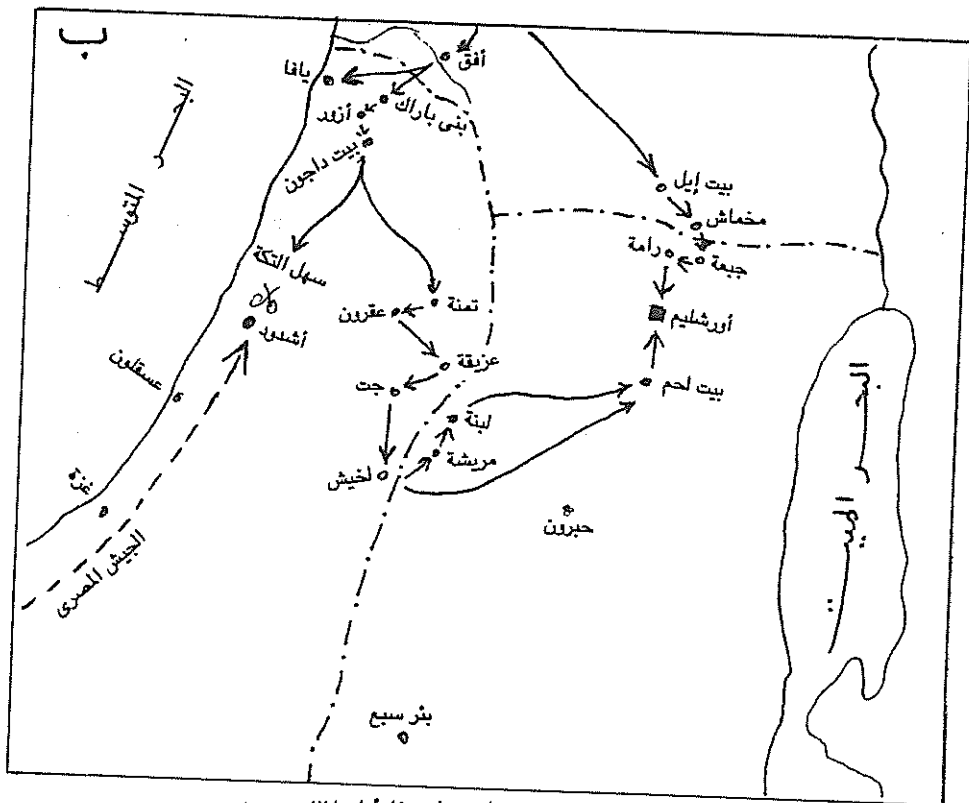 ب
أفق
يافا
بنى باراك
أزود
بيت داجون
البحر المتوسط
بيت إيل
مخماش
جبعة
رامة
سهل التكة
تمنة
عقرون
أورشليم
أشدود
عزيقة
عسقلون
جت
بيت لحم
لبنة
مريشة
لخيش
البحر الميت
غزة
حبرون
الجيش المصرى
بئر سبع